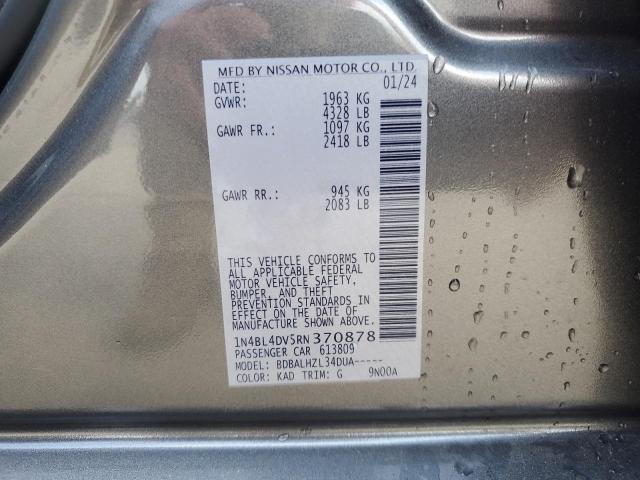 MFD BY NISSAN MOTOR CO., LTD.
DATE: 01/24
GVWR: 1963 KG
4328 LB
GAWR FR.: 1097 KG
2418 LB
GAWR RR.: 945 KG
2083 LB
THIS VEHICLE CONFORMS TO
ALL APPLICABLE FEDERAL
MOTOR VEHICLE SAFETY,
BUMPER, AND THEFT
PREVENTION STANDARDS IN
EFFECT ON THE DATE OF
MANUFACTURE SHOWN ABOVE.
1N4BL4DV5RN370878
PASSENGER CAR 613809
MODEL: BDBALHZL34DUA-----
COLOR: KAD TRIM: G 9N00A